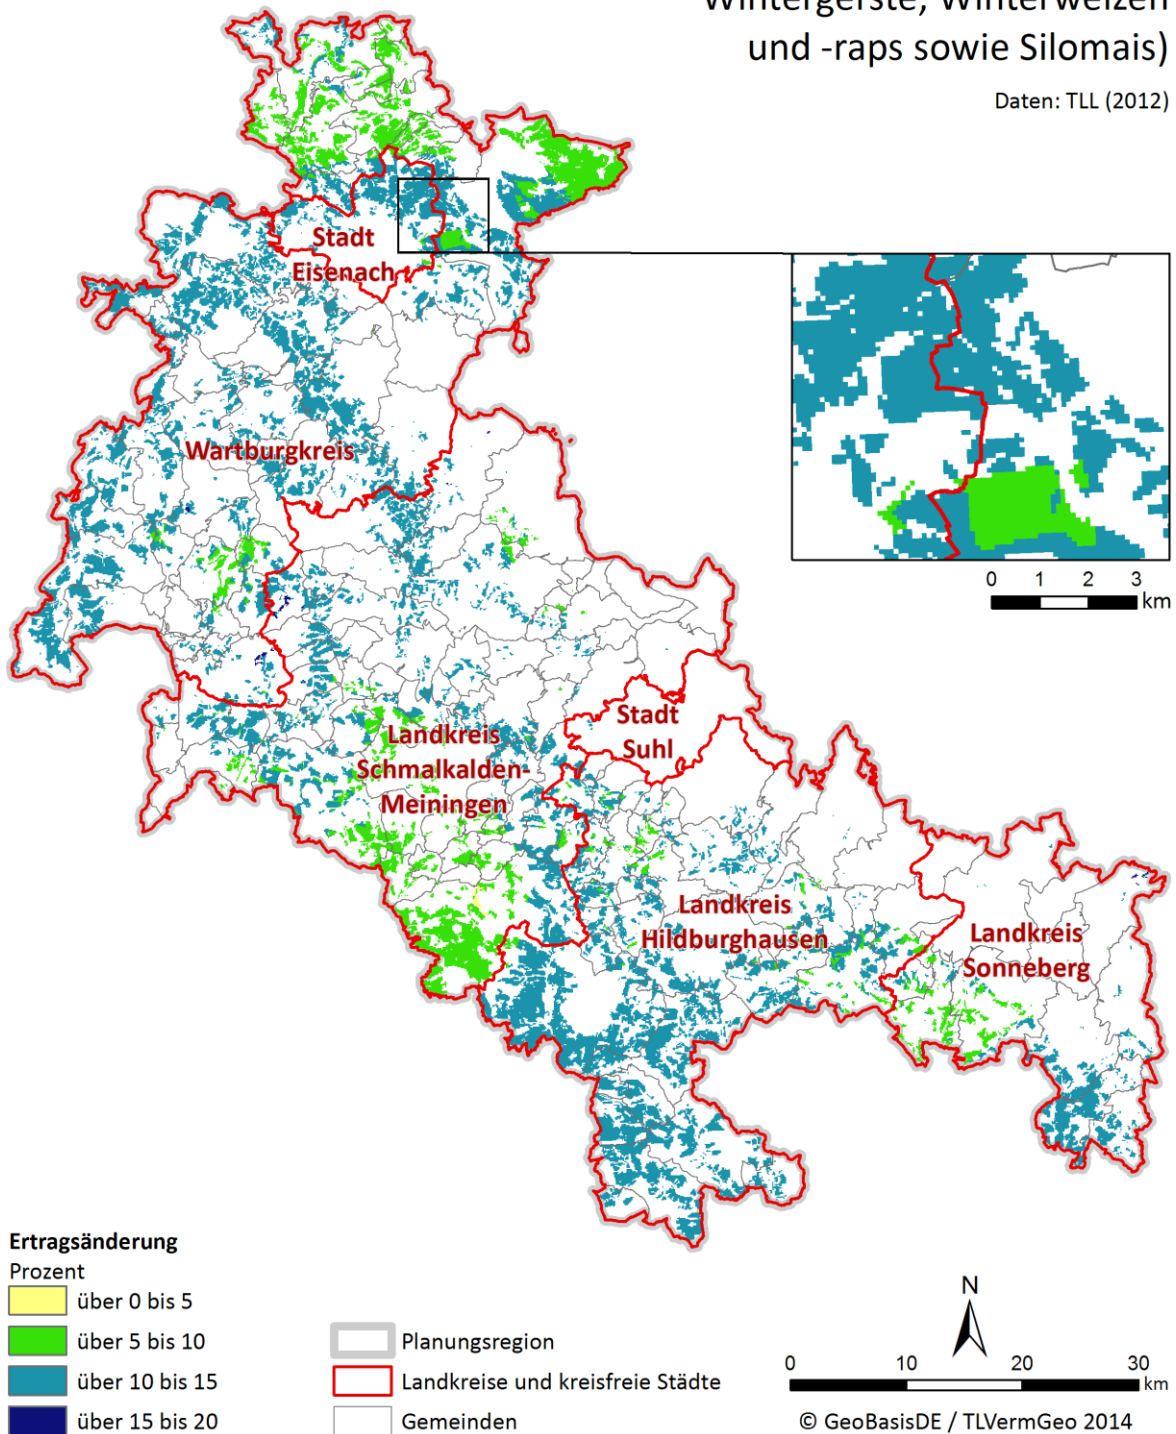 Wintergerste, Winterweizen
und -raps sowie Silomais)
Daten: TLL (2012)
Stadt
Eisenach
Wartburgkreis
0 1 2 3
km
Stadt
Suhl
Landkreis
Schmalkalden-
Meiningen
Landkreis
Hildburghausen
Landkreis
Sonneberg
Ertragsänderung
Prozent
über 0 bis 5
über 5 bis 10
über 10 bis 15
über 15 bis 20
Planungsregion
Landkreise und kreisfreie Städte
Gemeinden
N
0 10 20 30
km
© GeoBasisDE / TLVermGeo 2014